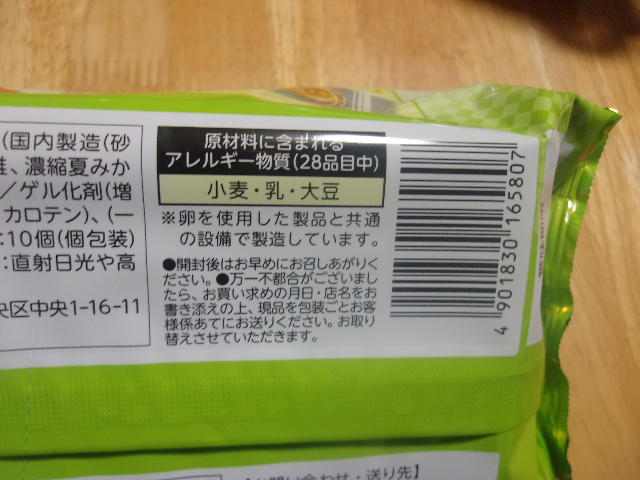 (国内製造(砂
、濃縮夏みか
/ゲル化剤(増
カロテン)、(一
:10個(個包装)
:直射日光や高
区中央1-16-11
原材料に含まれる
アレルギー物質(28品目中)
小麦・乳・大豆
※卵を使用した製品と共通
の設備で製造しています。
●開封後はお早めにお召しあがりく
ださい。●万一不都合がございまし
たら、お買い求めの月日・店名をお
書き添えの上、現品を包装ごとお客
様係あてにお送りください。お取り
替えさせていただきます。
4 901830 165807
・送り先】